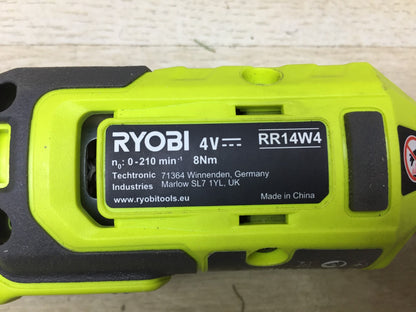 RYOBI 4V⎓ RR14W4
n₀: 0-210 min⁻¹ 8Nm
Techtronic 71364 Winnenden, Germany
Industries Marlow SL7 1YL, UK
www.ryobitools.eu Made in China